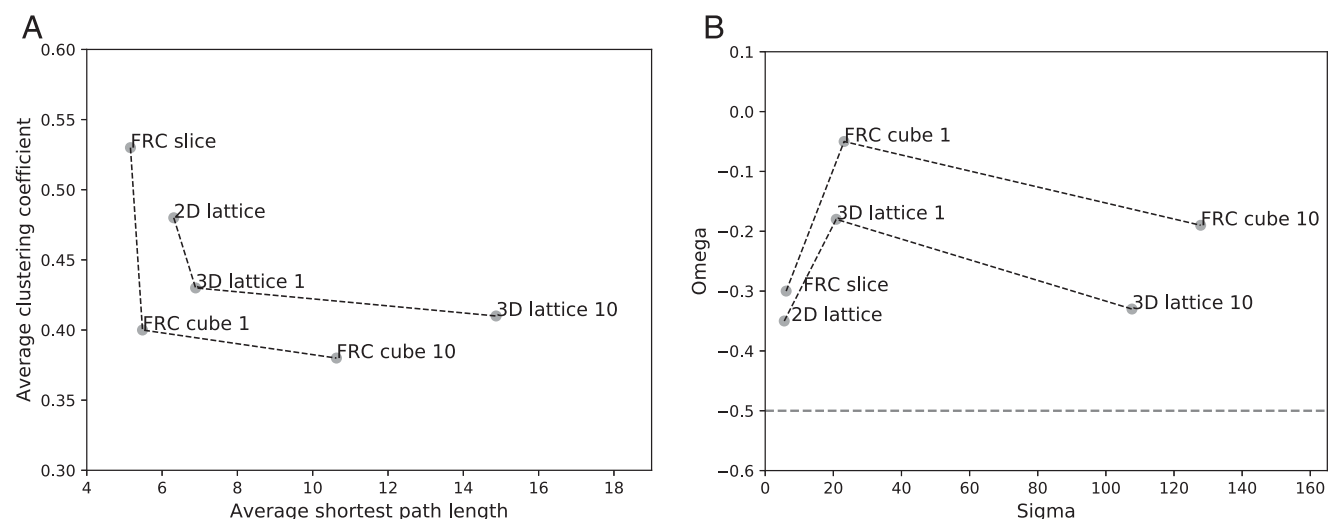 A
Average clustering coefficient
0.60
0.55
0.50
0.45
0.40
0.35
0.30
FRC slice
2D lattice
3D lattice 1
3D lattice 10
FRC cube 1
FRC cube 10
4 6 8 10 12 14 16 18
Average shortest path length
B
Omega
0.1
0.0
−0.1
−0.2
−0.3
−0.4
−0.5
−0.6
FRC cube 1
3D lattice 1
FRC cube 10
FRC slice
2D lattice
3D lattice 10
0 20 40 60 80 100 120 140 160
Sigma